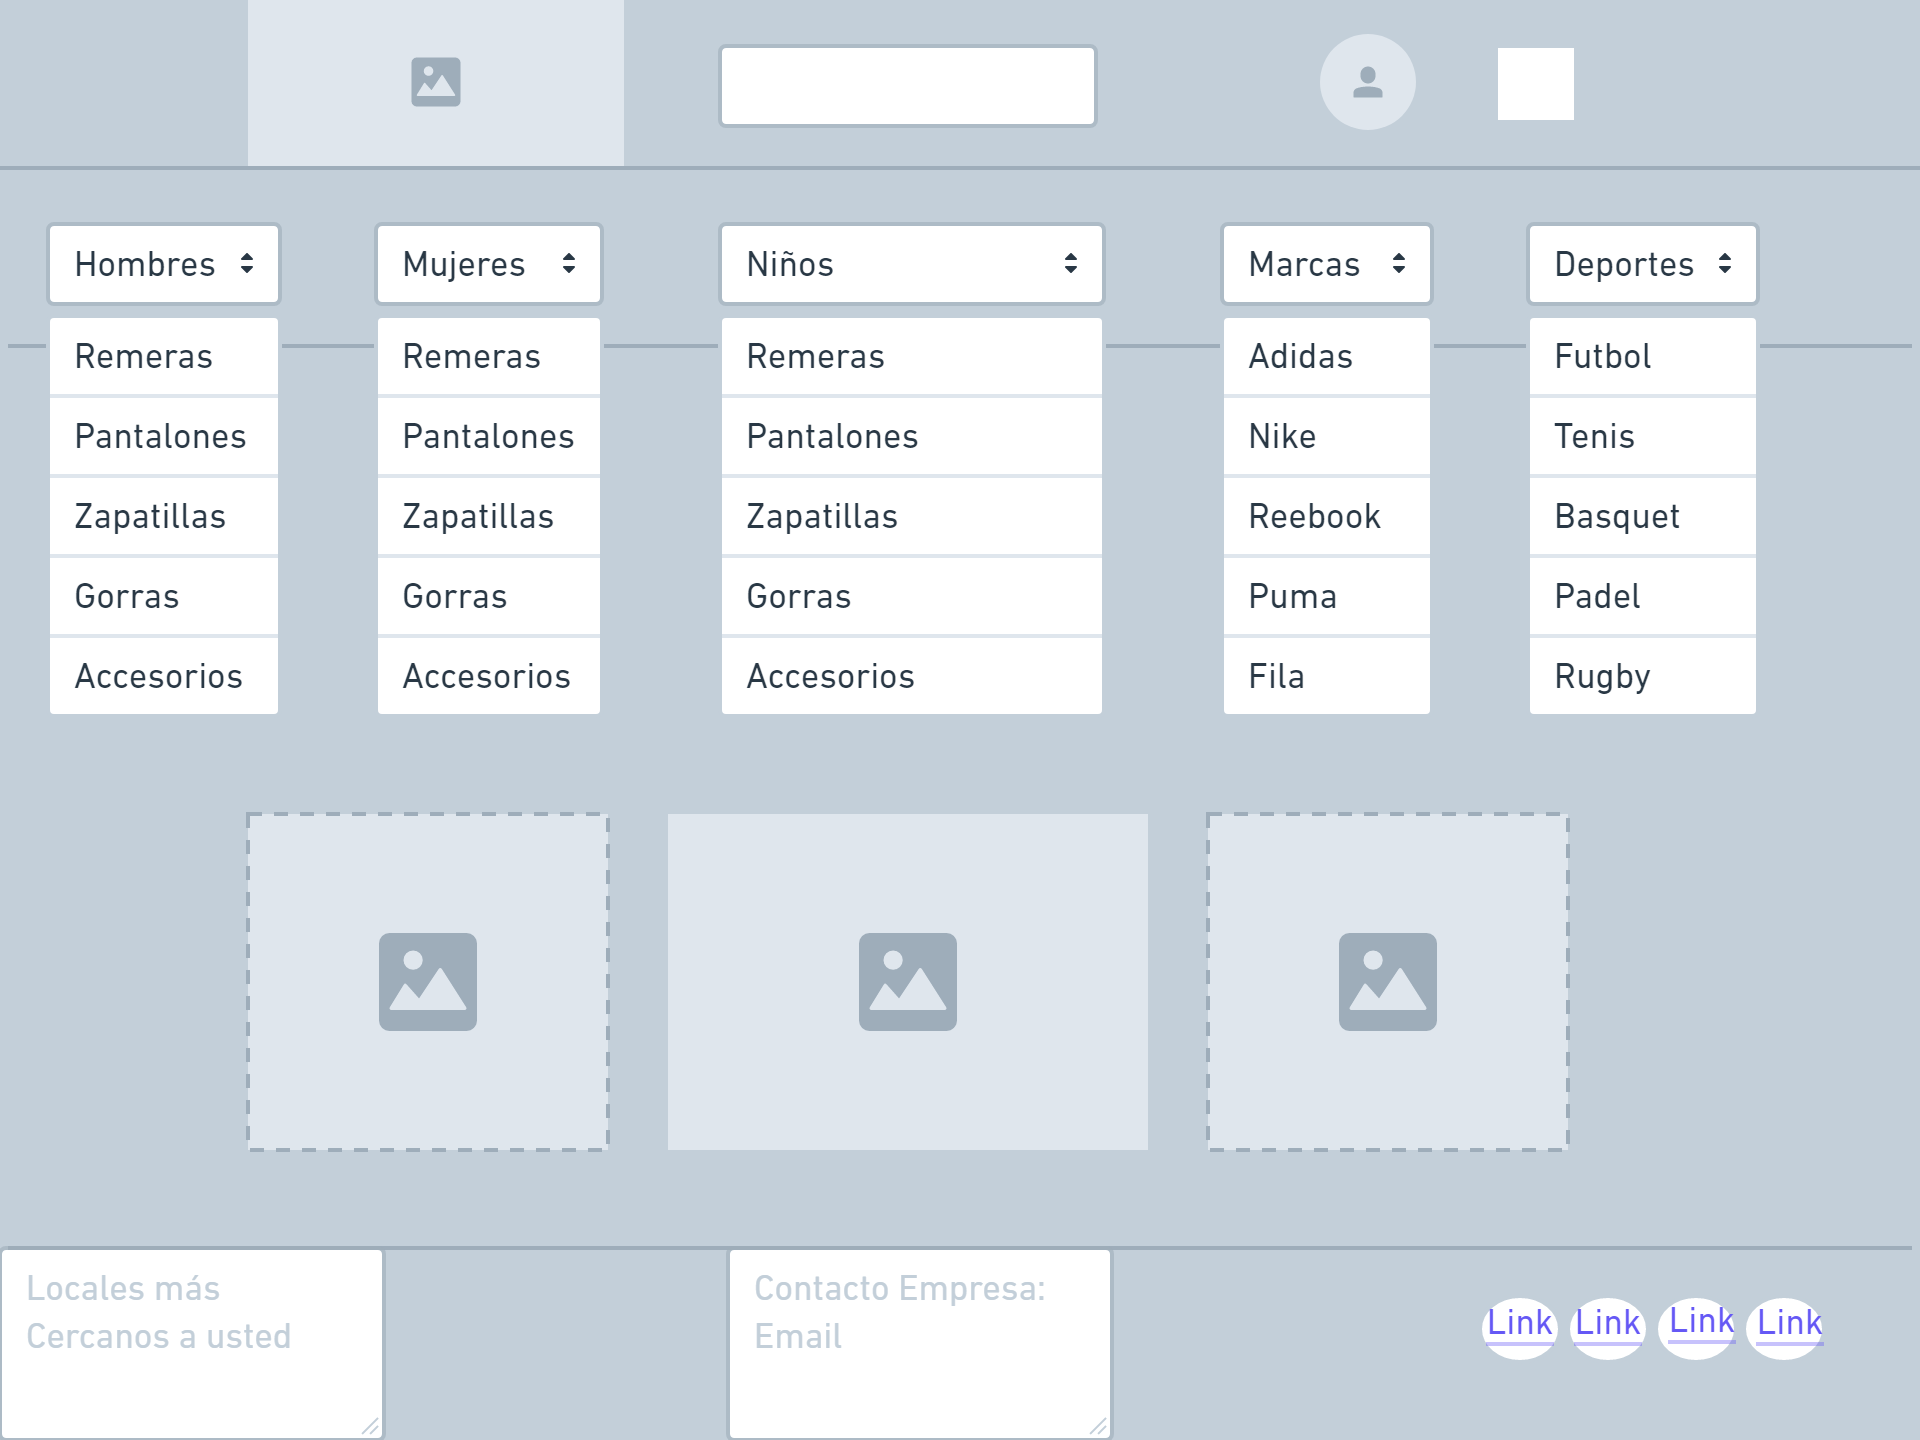 Hombres
Mujeres
Niños
Marcas
Deportes
Remeras
Pantalones
Zapatillas
Gorras
Accesorios
Remeras
Pantalones
Zapatillas
Gorras
Accesorios
Remeras
Pantalones
Zapatillas
Gorras
Accesorios
Adidas
Nike
Reebook
Puma
Fila
Futbol
Tenis
Basquet
Padel
Rugby
Locales más
Cercanos a usted
Contacto Empresa:
Email
Link
Link
Link
Link